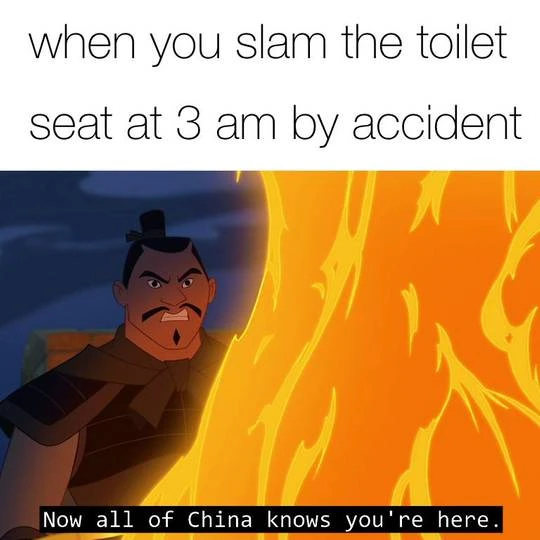 when you slam the toilet
seat at 3 am by accident
Now all of China knows you're here.